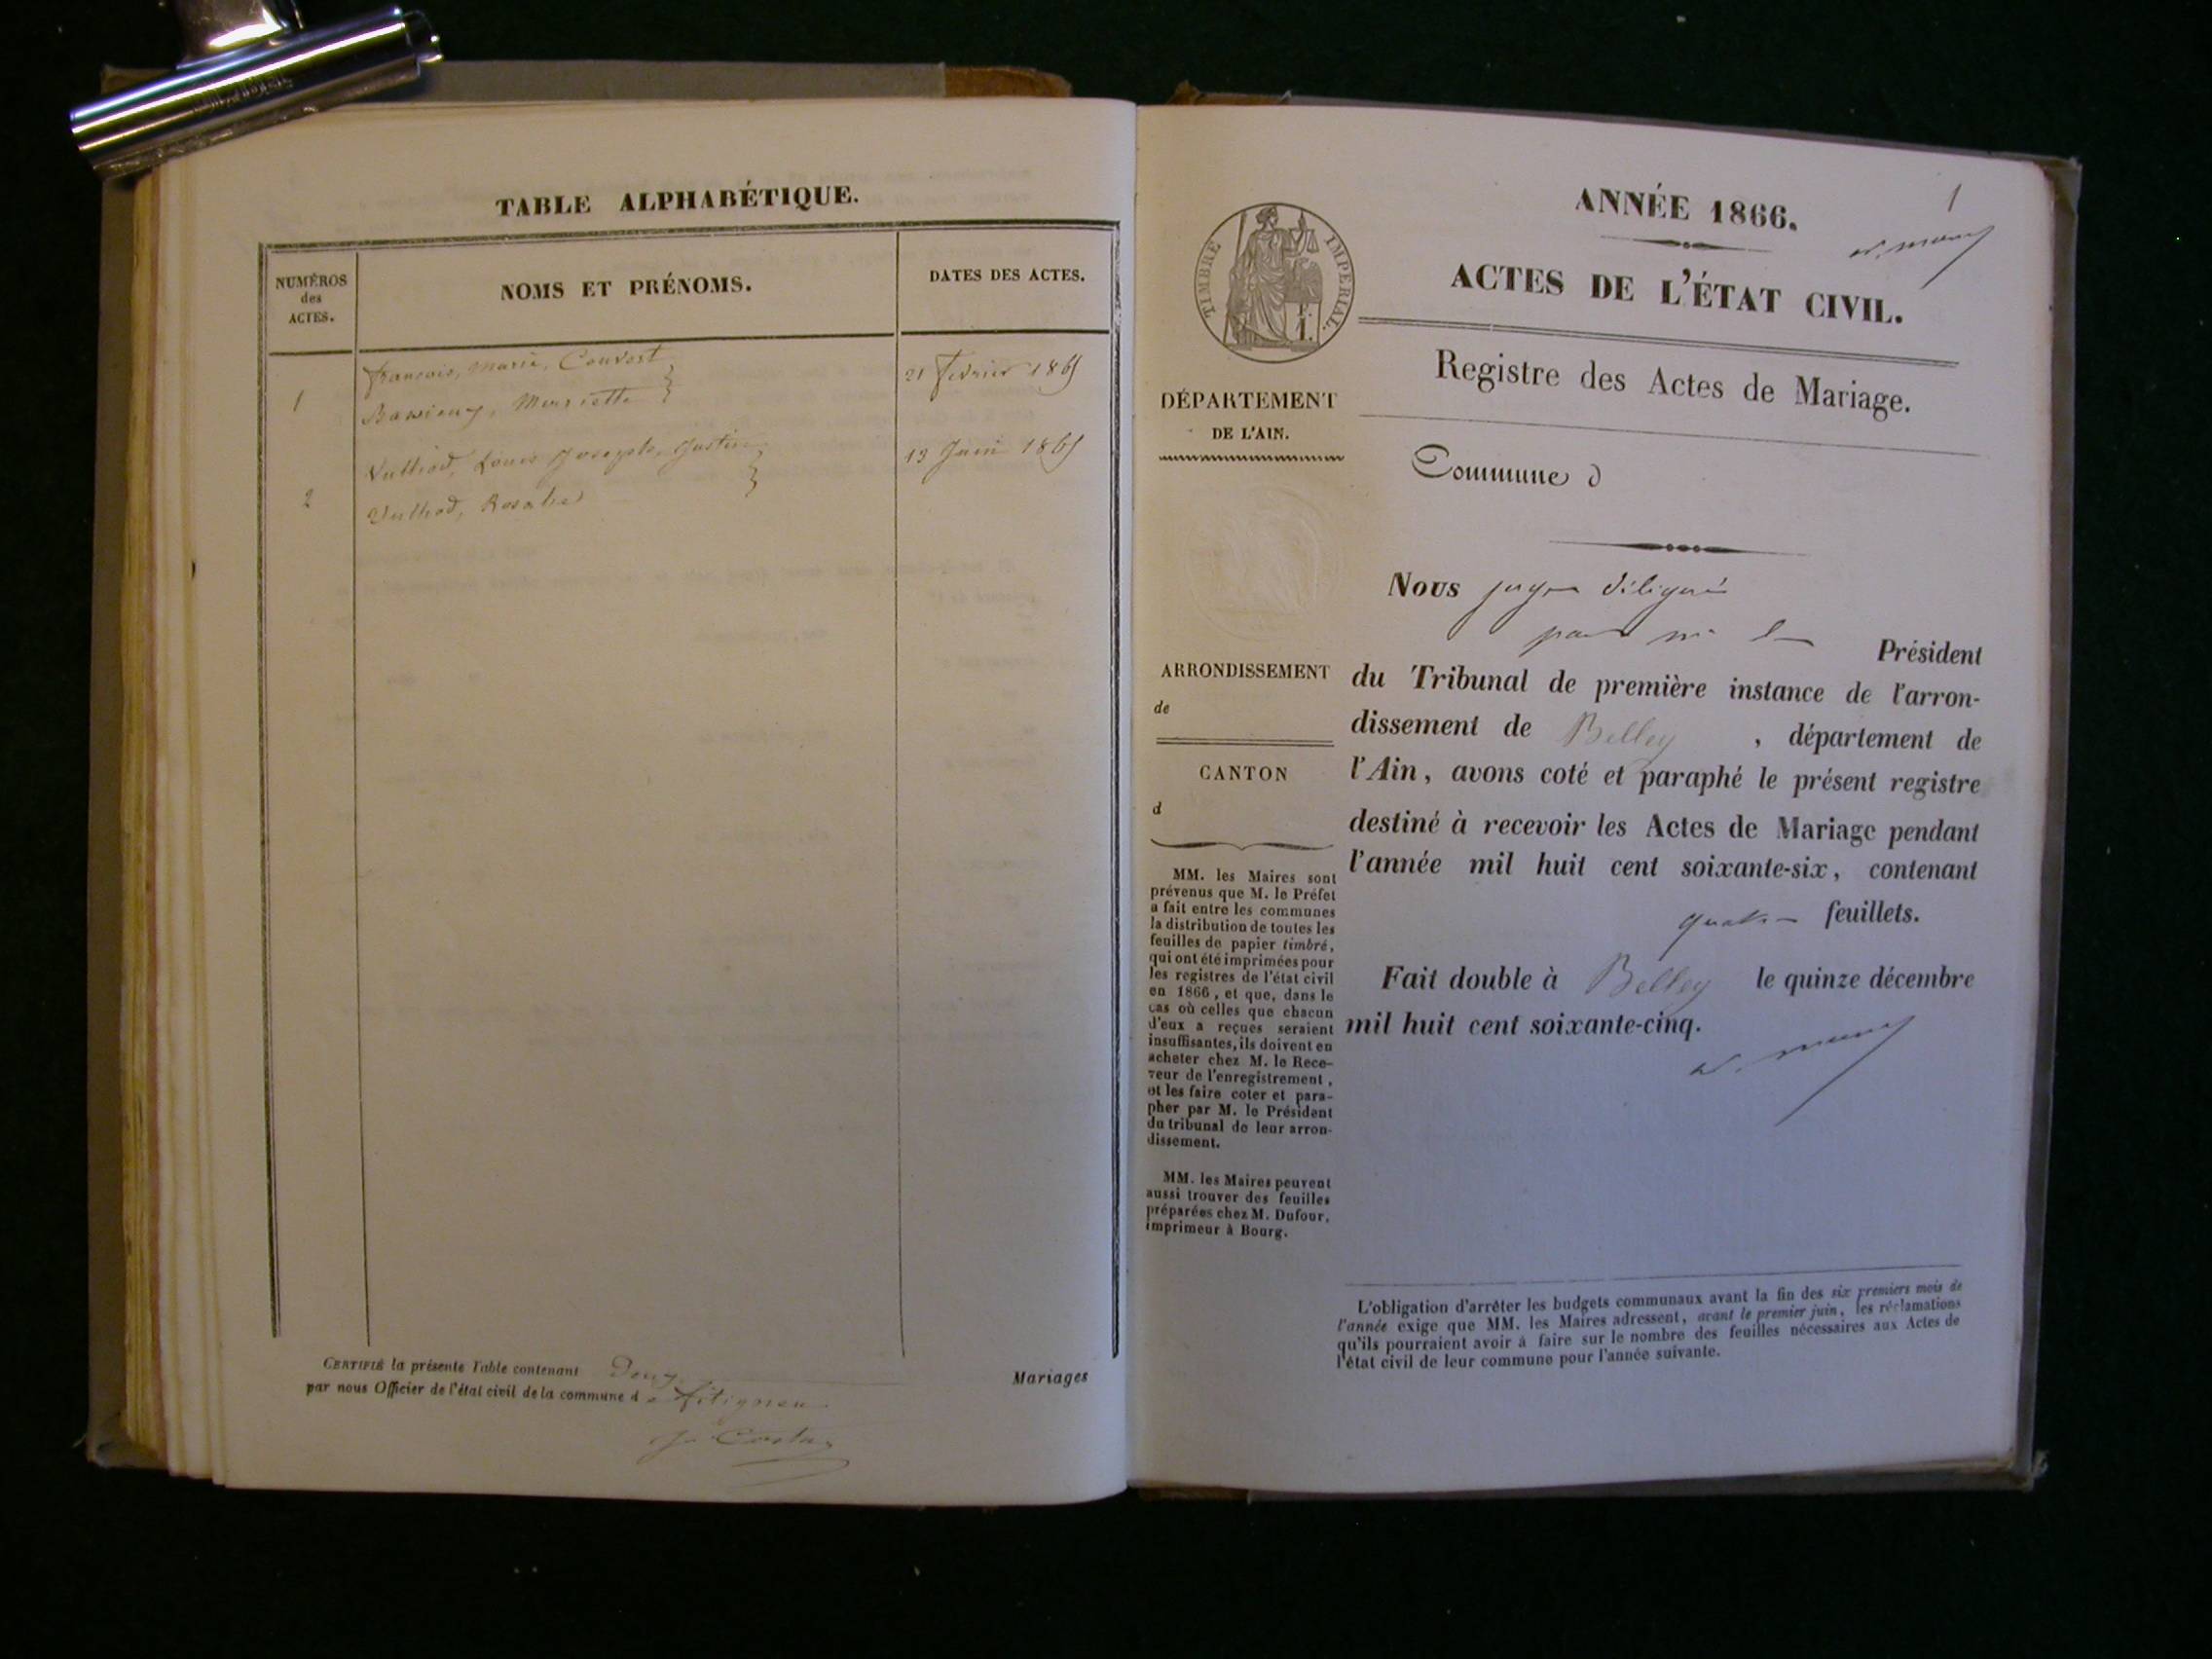 TABLE ALPHABÉTIQUE.
NUMÉROS
des
ACTES.
NOMS ET PRÉNOMS.
DATES DES ACTES.
François, Marie, Convert
1
Mariette
21 février 1865
Vulliod, Louis Joseph, Justin
2
Vulliod, Rosalie
13 Juin 1865
CERTIFIÉ la présente Table contenant Deux Mariages
par nous Officier de l'état civil de la commune de Fitignieu
ANNÉE 1866.
1
ACTES DE L'ÉTAT CIVIL.
TIMBRE IMPERIAL.
1.
Registre des Actes de Mariage.
DÉPARTEMENT
DE L'AIN.
Commune d
Nous juge délégué
par mr le Président
ARRONDISSEMENT
de
CANTON
d
du Tribunal de première instance de l'arron-
dissement de Belley, département de
l'Ain, avons coté et paraphé le présent registre
destiné à recevoir les Actes de Mariage pendant
l'année mil huit cent soixante-six, contenant
quatre feuillets.
Fait double à Belley le quinze décembre
mil huit cent soixante-cinq.
MM. les Maires sont
prévenus que M. le Préfet
a fait entre les communes
la distribution de toutes les
feuilles de papier timbré,
qui ont été imprimées pour
les registres de l'état civil
en 1866, et que, dans le
cas où celles que chacun
d'eux a reçues seraient
insuffisantes, ils doivent en
acheter chez M. le Rece-
veur de l'enregistrement,
et les faire coter et para-
pher par M. le Président
du tribunal de leur arron-
dissement.
MM. les Maires peuvent
aussi trouver des feuilles
préparées chez M. Dufour,
imprimeur à Bourg.
L'obligation d'arrêter les budgets communaux avant la fin des six premiers mois de
l'année exige que MM. les Maires adressent, avant le premier juin, les réclamations
qu'ils pourraient avoir à faire sur le nombre des feuilles nécessaires aux Actes de
l'état civil de leur commune pour l'année suivante.